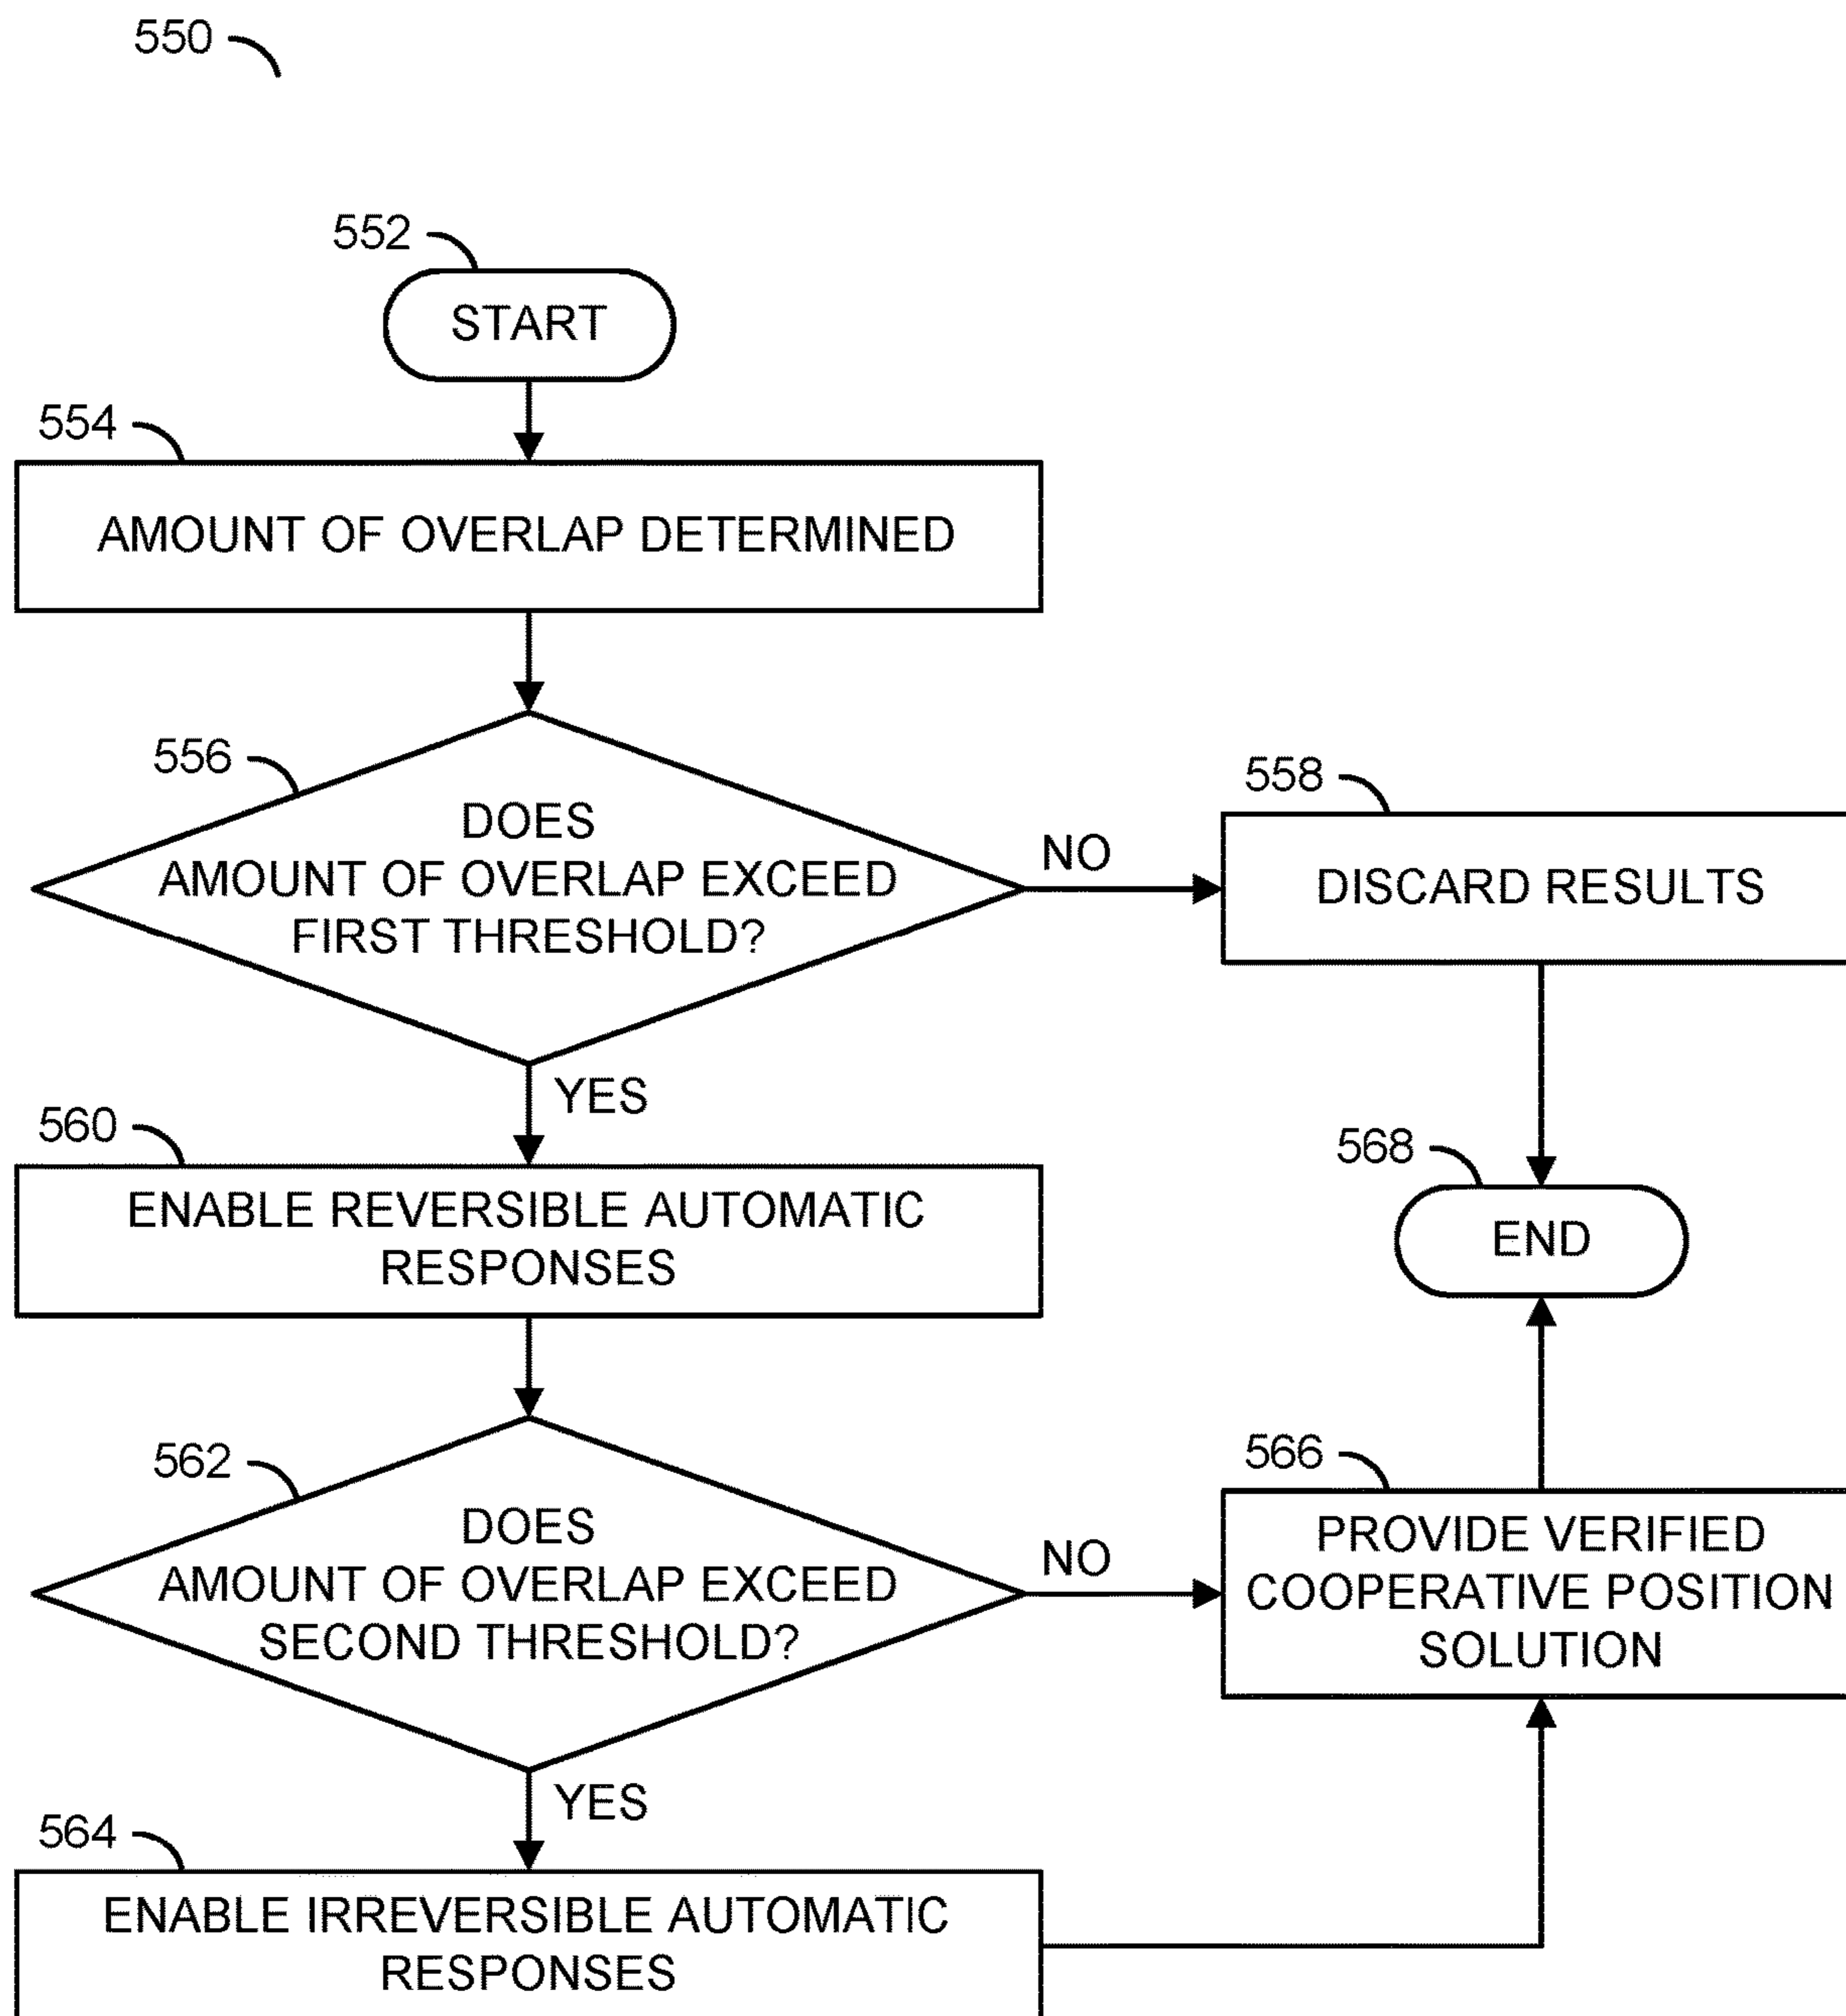 550
552
START
554
AMOUNT OF OVERLAP DETERMINED
556
DOES
AMOUNT OF OVERLAP EXCEED
FIRST THRESHOLD?
NO
558
DISCARD RESULTS
YES
560
ENABLE REVERSIBLE AUTOMATIC
RESPONSES
568
END
562
DOES
AMOUNT OF OVERLAP EXCEED
SECOND THRESHOLD?
NO
566
PROVIDE VERIFIED
COOPERATIVE POSITION
SOLUTION
YES
564
ENABLE IRREVERSIBLE AUTOMATIC
RESPONSES